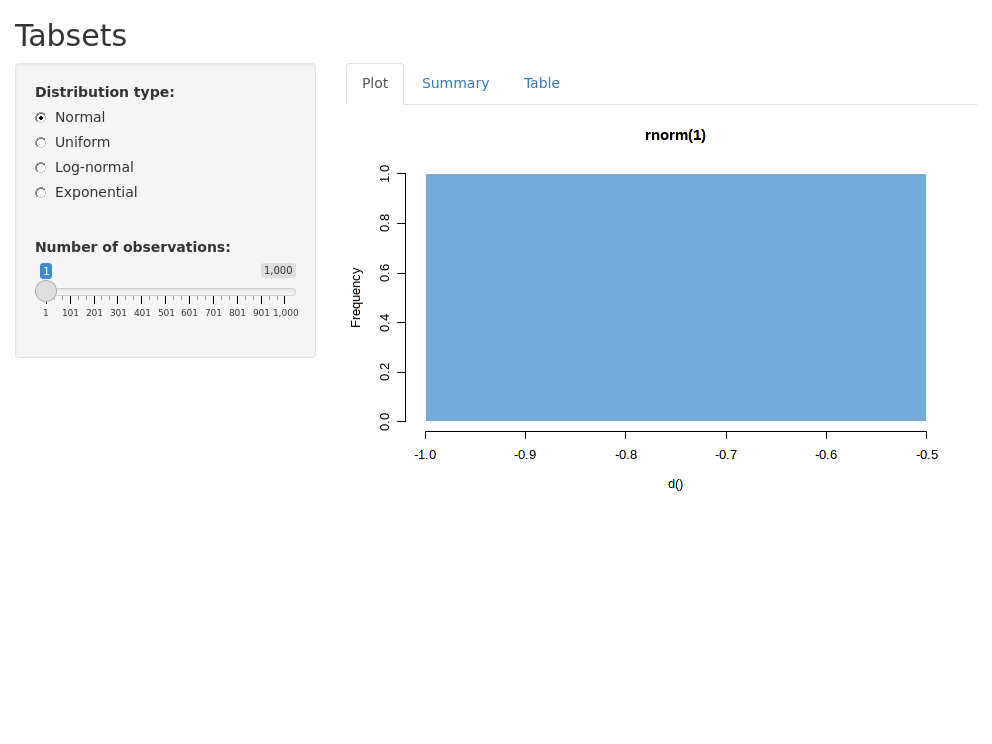 Tabsets
Distribution type:
Normal
Uniform
Log-normal
Exponential
Number of observations:
1 1,000
1 101 201 301 401 501 601 701 801 901 1,000
Plot Summary Table
rnorm(1)
Frequency
1.0
0.8
0.6
0.4
0.2
0.0
-1.0 -0.9 -0.8 -0.7 -0.6 -0.5
d()